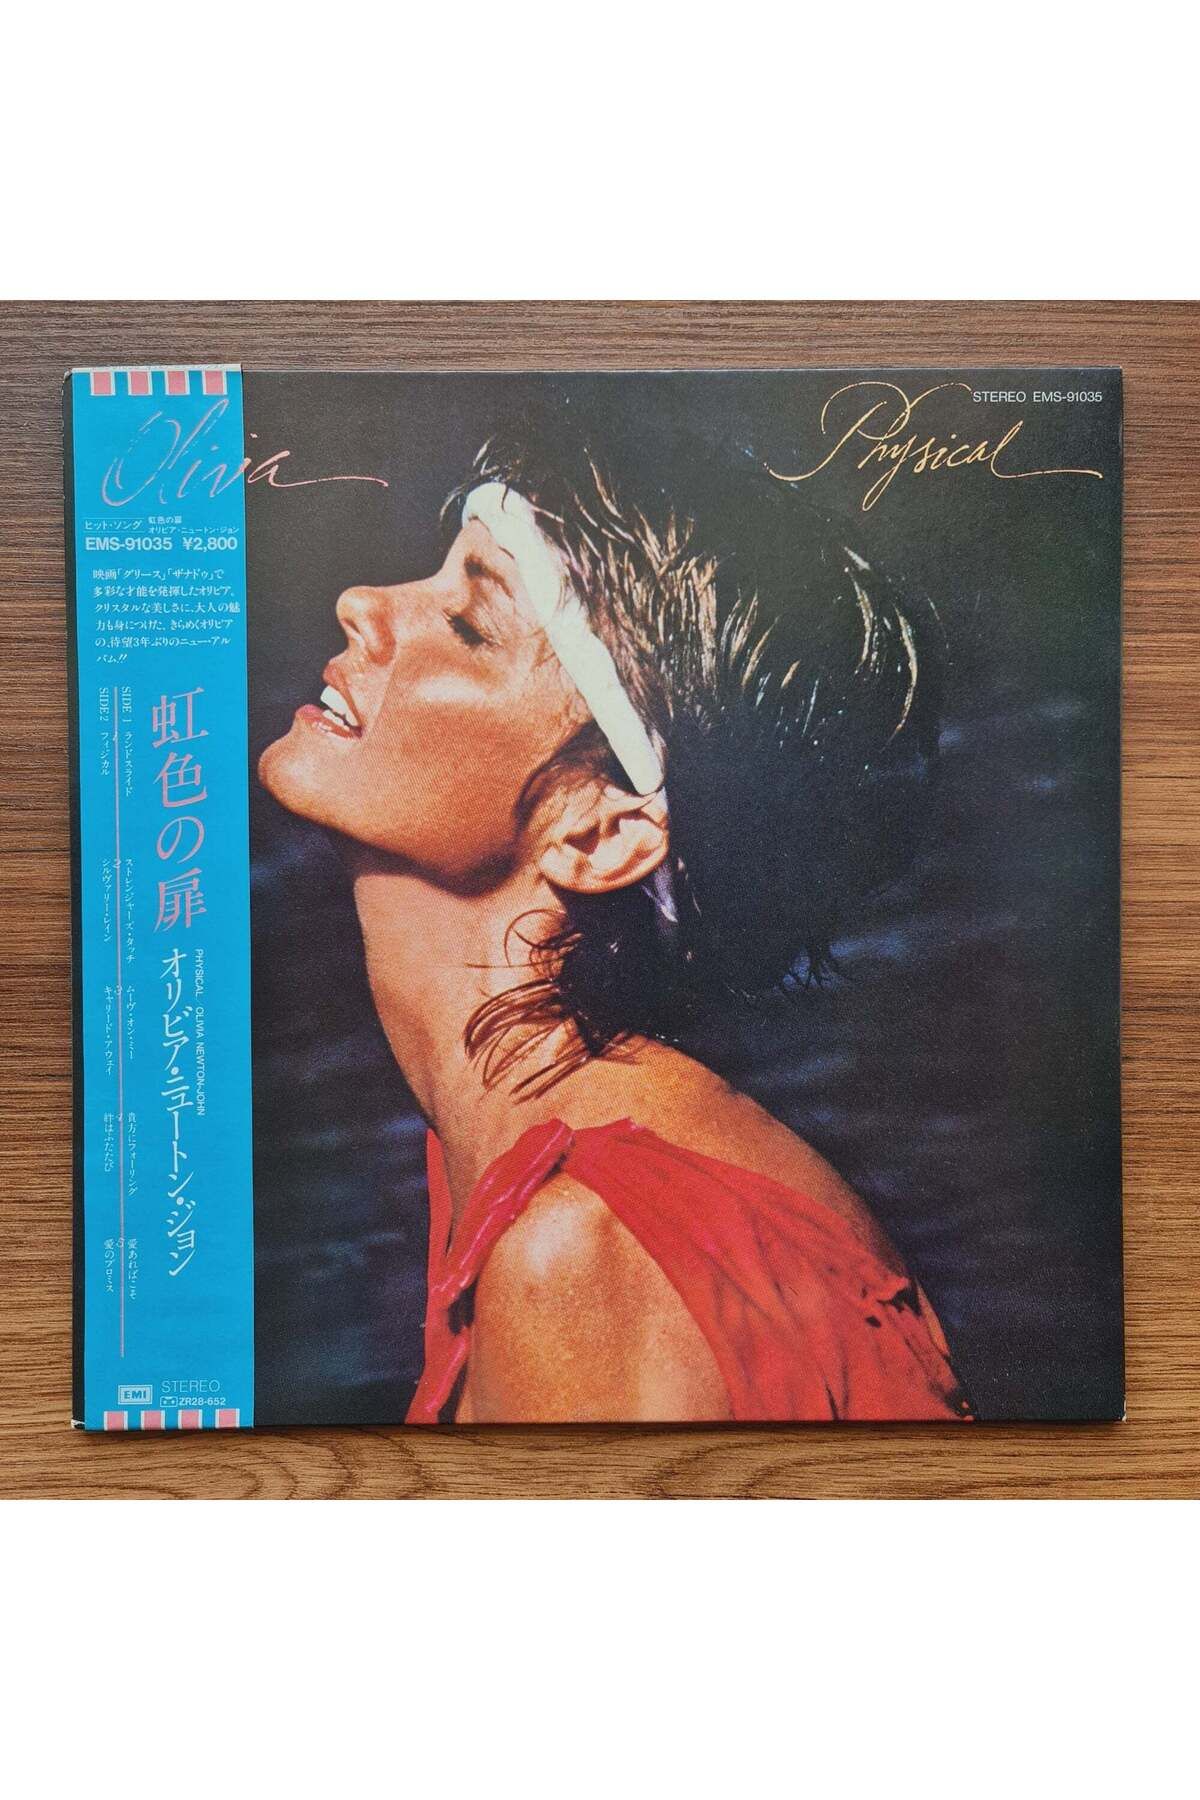 Olivia
Physical
STEREO EMS-91035
ヒット・ソング
虹色の扉
オリビア・ニュートン・ジョン
EMS-91035 ¥2,800
映画「グリース」「ザナドゥ」で
多彩な才能を発揮したオリビア。
クリスタルな美しさに、大人の魅
力も身につけた、きらめくオリビア
の、待望3年ぶりのニュー・アル
バム!!
虹色の扉
PHYSICAL / OLIVIA NEWTON-JOHN
オリビア・ニュートン・ジョン
SIDE 1
1 ランドスライド
2 ストレンジャーズ・タッチ
3 ムーヴ・オン・ミー
4 貴方にフォーリング
5 愛あればこそ
SIDE 2
フィジカル
シルヴァリー・レイン
キャリード・アウェイ
絆はふたたび
愛のプロミス
EMI
STEREO
ZR28-652